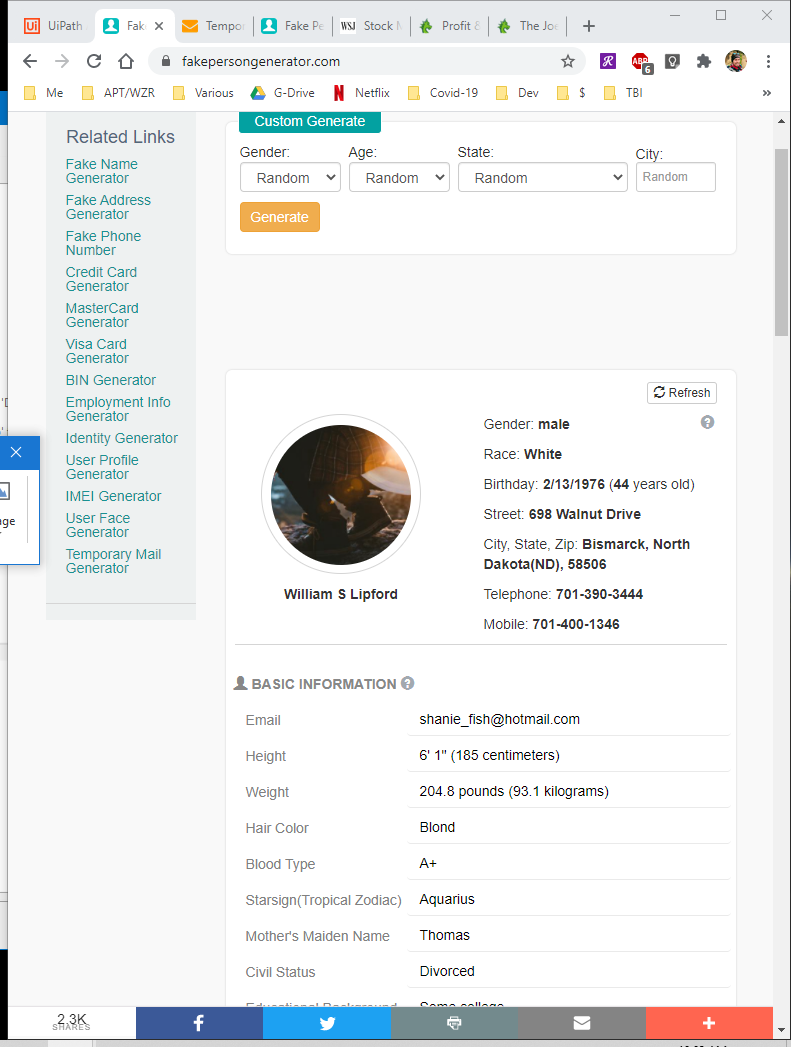 UiPath
Fak
Tempor
Fake Pe
WSJ
Stock M
Profit &
The Joe
fakepersongenerator.com
ABP
6
Me
APT/WZR
Various
G-Drive
Netflix
Covid-19
Dev
$
TBI
»
Related Links
Fake Name
Generator
Fake Address
Generator
Fake Phone
Number
Credit Card
Generator
MasterCard
Generator
Visa Card
Generator
BIN Generator
Employment Info
Generator
Identity Generator
User Profile
Generator
IMEI Generator
User Face
Generator
Temporary Mail
Generator
Custom Generate
Gender:
Age:
State:
City:
Random
Random
Random
Random
Generate
Refresh
Gender: male
Race: White
Birthday: 2/13/1976 (44 years old)
Street: 698 Walnut Drive
City, State, Zip: Bismarck, North
Dakota(ND), 58506
Telephone: 701-390-3444
Mobile: 701-400-1346
William S Lipford
BASIC INFORMATION
Email shanie_fish@hotmail.com
Height 6' 1" (185 centimeters)
Weight 204.8 pounds (93.1 kilograms)
Hair Color Blond
Blood Type A+
Starsign(Tropical Zodiac) Aquarius
Mother's Maiden Name Thomas
Civil Status Divorced
Educational Background Some college
2.3K
SHARES